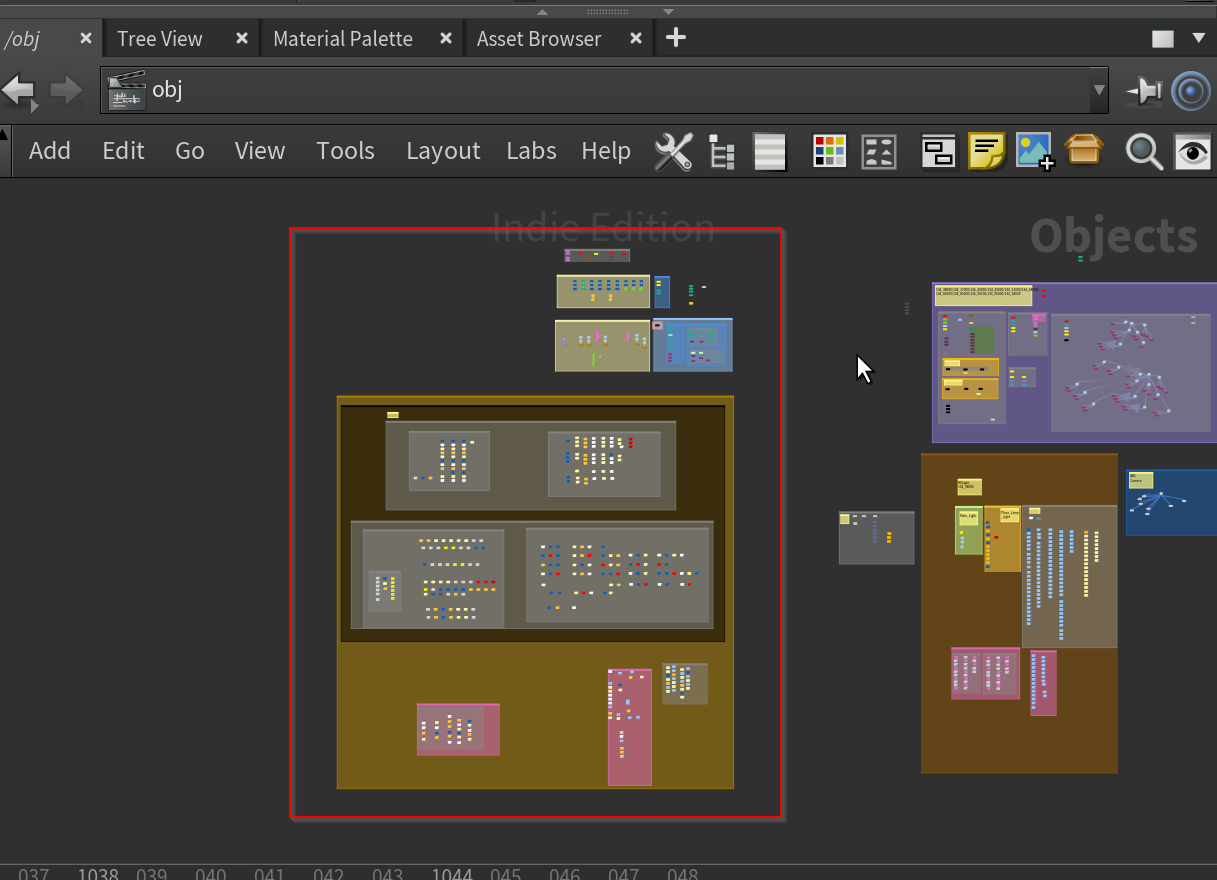 /obj
Tree View
Material Palette
Asset Browser
obj
Add Edit Go View Tools Layout Labs Help
Indie Edition
Objects
Camera
037 1038 039 040 041 042 043 1044 045 046 047 048